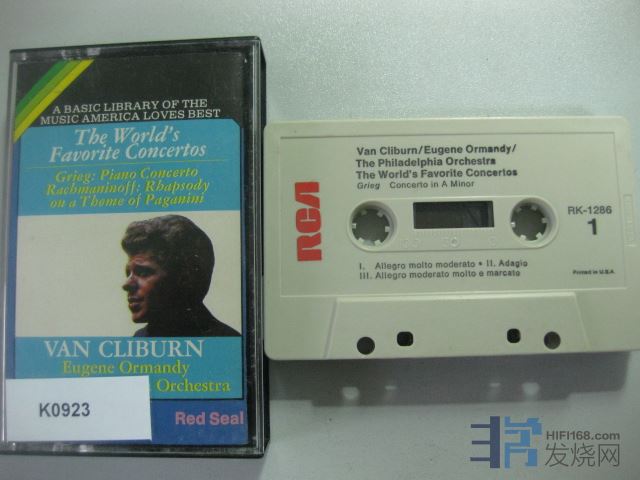 A BASIC LIBRARY OF THE
MUSIC AMERICA LOVES BEST
The World's
Favorite Concertos
Grieg: Piano Concerto
Rachmaninoff: Rhapsody
on a Theme of Paganini
VAN CLIBURN
Eugene Ormandy
Orchestra
K0923
Red Seal
RCA
Van Cliburn/Eugene Ormandy/
The Philadelphia Orchestra
The World's Favorite Concertos
Grieg Concerto in A Minor
RK-1286
1
I. Allegro molto moderato • II. Adagio
III. Allegro moderato molto e marcato
Printed in U.S.A.
HIFI168.com
发烧网